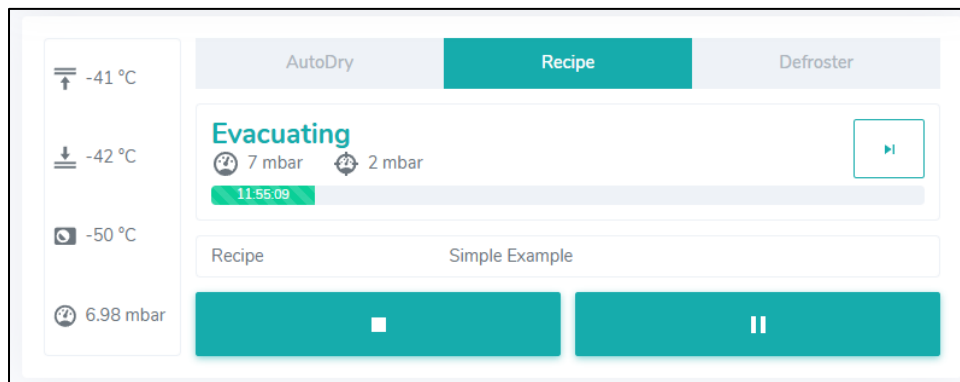 -41 °C
-42 °C
-50 °C
6.98 mbar
AutoDry Recipe Defroster
Evacuating
7 mbar 2 mbar
11:55:09
Recipe Simple Example